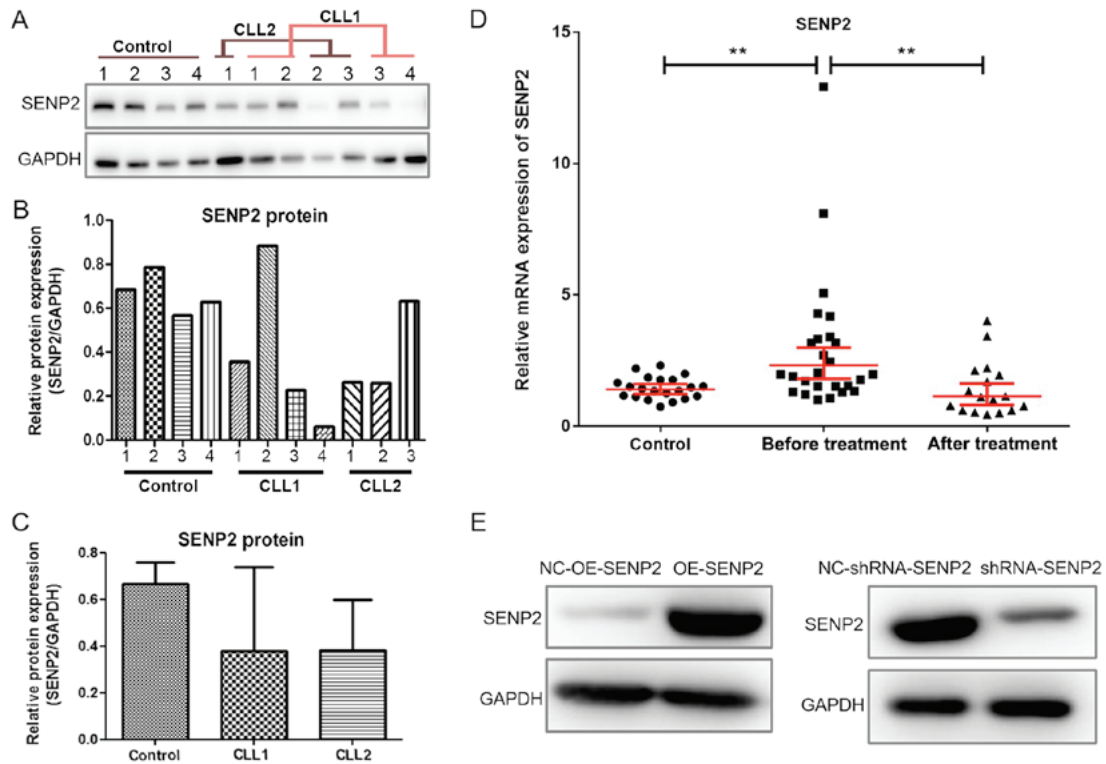 A
CLL1
CLL2
Control
1 2 3 4 1 1 2 2 3 3 4
SENP2
GAPDH
B
SENP2 protein
Relative protein expression
(SENP2/GAPDH)
1.0
0.8
0.6
0.4
0.2
0.0
1 2 3 4 1 2 3 4 1 2 3
Control CLL1 CLL2
C
SENP2 protein
Relative protein expression
(SENP2/GAPDH)
0.8
0.6
0.4
0.2
0.0
Control CLL1 CLL2
D
SENP2
** **
Relative mRNA expression of SENP2
15
10
5
0
Control Before treatment After treatment
E
NC-OE-SENP2 OE-SENP2
SENP2
GAPDH
NC-shRNA-SENP2 shRNA-SENP2
SENP2
GAPDH